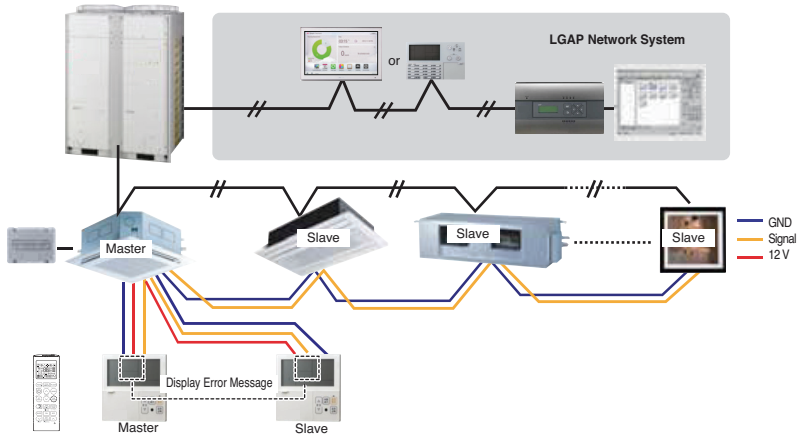 LGAP Network System
or
Master
Slave
Slave
Slave
GND
Signal
12 V
Display Error Message
Master
Slave